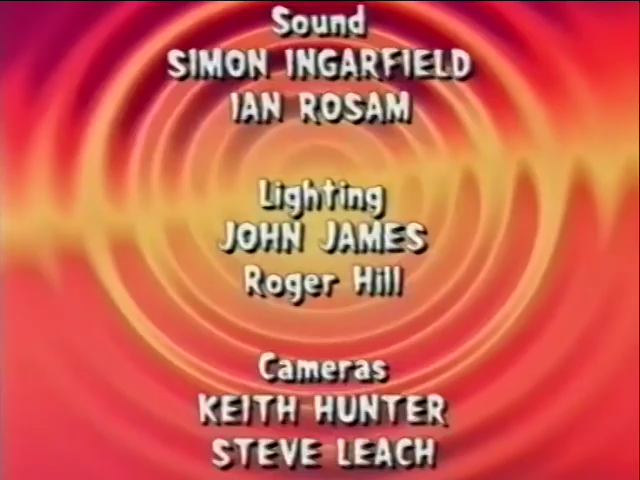 Sound
SIMON INGARFIELD
IAN ROSAM
Lighting
JOHN JAMES
Roger Hill
Cameras
KEITH HUNTER
STEVE LEACH